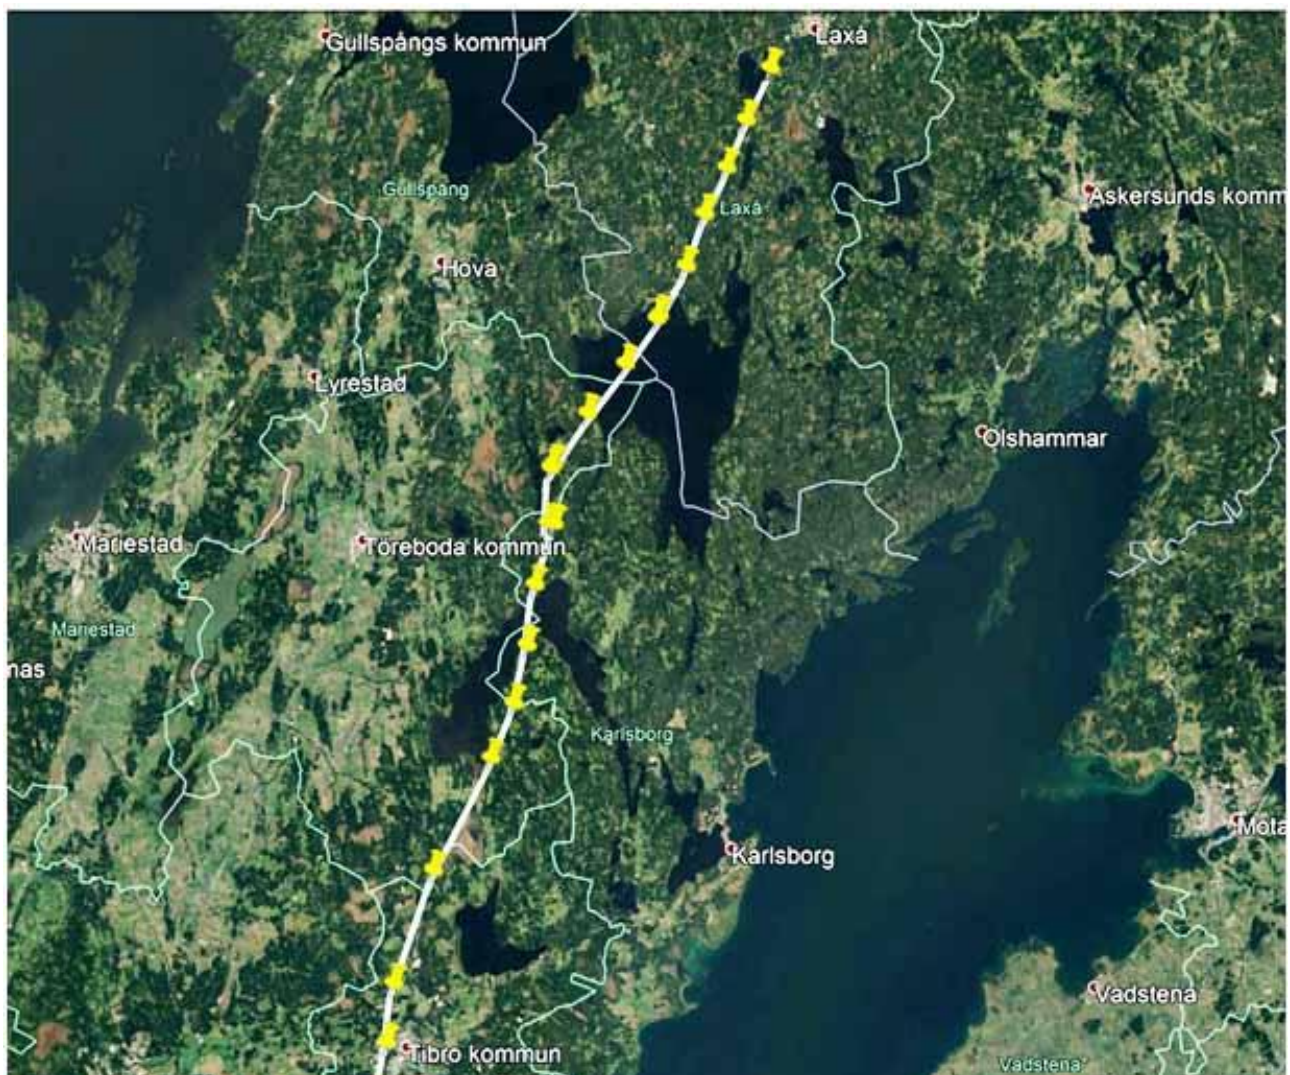 Gullspångs kommun
Laxå
Gullspång
Askersunds komm
Laxå
Hova
Lyrestad
Olshammar
Mariestad
Töreboda kommun
Mariestad
nas
Karlsborg
Mota
Karlsborg
Vadstena
Tibro kommun
Vadstena